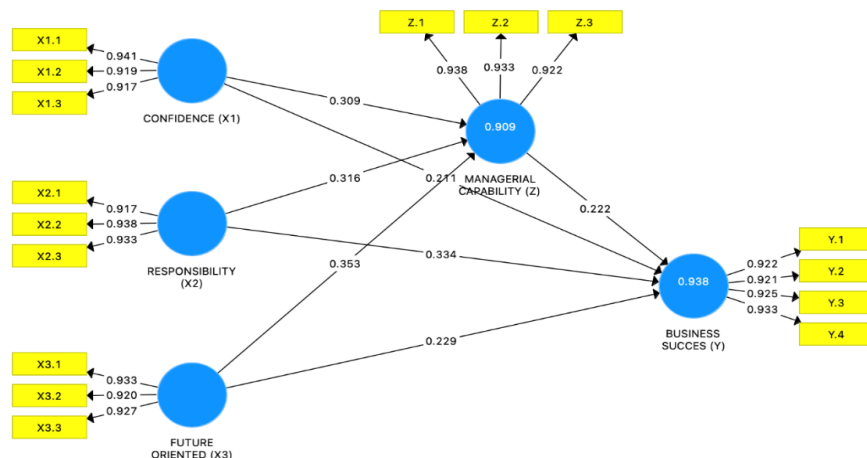 Z.1
Z.2
Z.3
X1.1
X1.2
X1.3
0.941
0.919
0.917
CONFIDENCE (X1)
0.938
0.933
0.922
0.309
0.909
MANAGERIAL
CAPABILITY (Z)
0.316
0.211
0.222
X2.1
X2.2
X2.3
0.917
0.938
0.933
RESPONSIBILITY
(X2)
0.334
0.353
0.229
0.938
BUSINESS
SUCCES (Y)
0.922
0.921
0.925
0.933
Y.1
Y.2
Y.3
Y.4
X3.1
X3.2
X3.3
0.933
0.920
0.927
FUTURE
ORIENTED (X3)